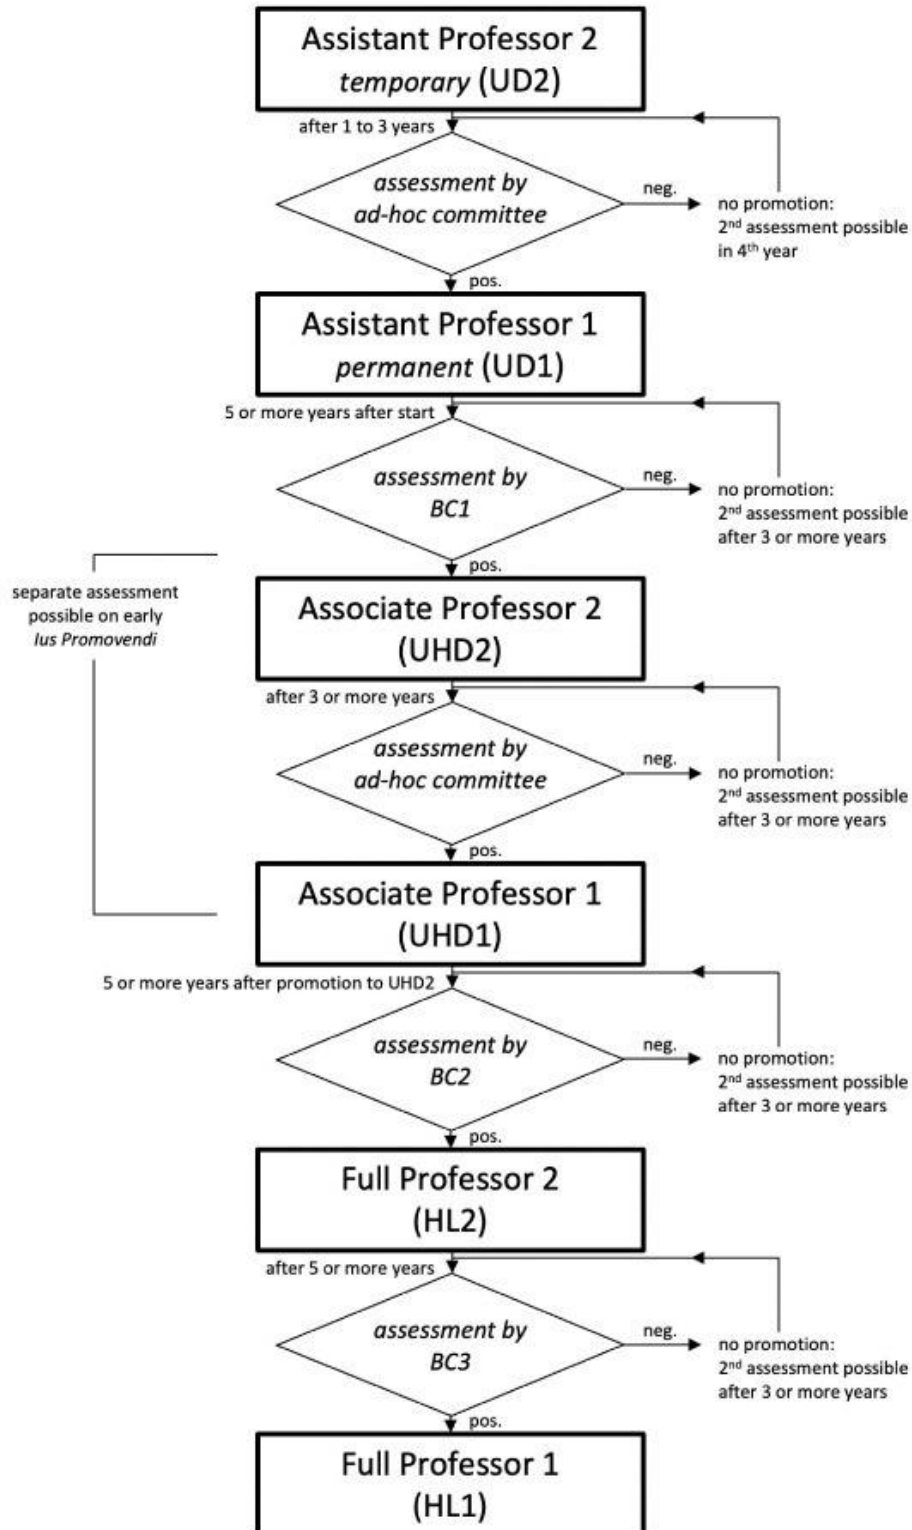 Assistant Professor 2
temporary (UD2)
after 1 to 3 years
assessment by
ad-hoc committee
neg.
no promotion:
2nd assessment possible
in 4th year
pos.
Assistant Professor 1
permanent (UD1)
5 or more years after start
assessment by
BC1
neg.
no promotion:
2nd assessment possible
after 3 or more years
pos.
separate assessment
possible on early
Ius Promovendi
Associate Professor 2
(UHD2)
after 3 or more years
assessment by
ad-hoc committee
neg.
no promotion:
2nd assessment possible
after 3 or more years
pos.
Associate Professor 1
(UHD1)
5 or more years after promotion to UHD2
assessment by
BC2
neg.
no promotion:
2nd assessment possible
after 3 or more years
pos.
Full Professor 2
(HL2)
after 5 or more years
assessment by
BC3
neg.
no promotion:
2nd assessment possible
after 3 or more years
pos.
Full Professor 1
(HL1)